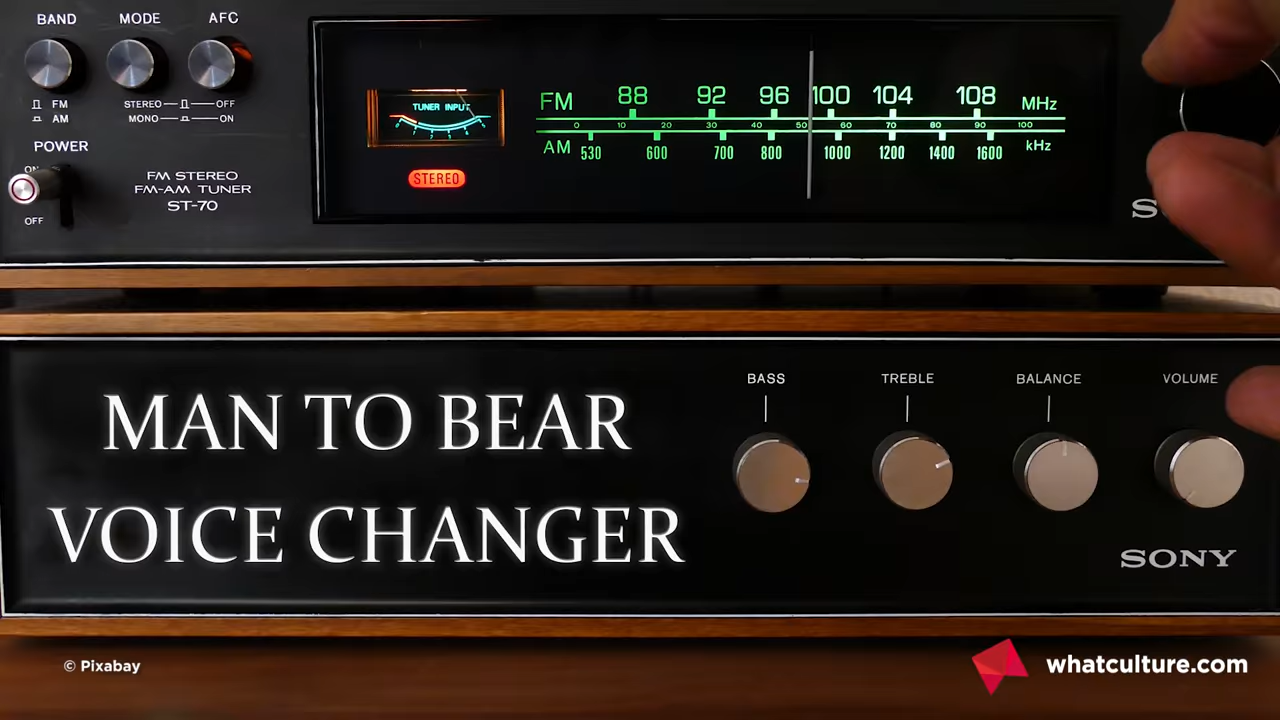 BAND MODE AFC
FM
AM
STEREO OFF
MONO ON
POWER
ON
OFF
FM STEREO
FM-AM TUNER
ST-70
TUNER INPUT
STEREO
FM 88 92 96 100 104 108 MHz
0 10 20 30 40 50 60 70 80 90 100
AM 530 600 700 800 1000 1200 1400 1600 kHz
MAN TO BEAR
VOICE CHANGER
BASS TREBLE BALANCE VOLUME
SONY
© Pixabay
whatculture.com